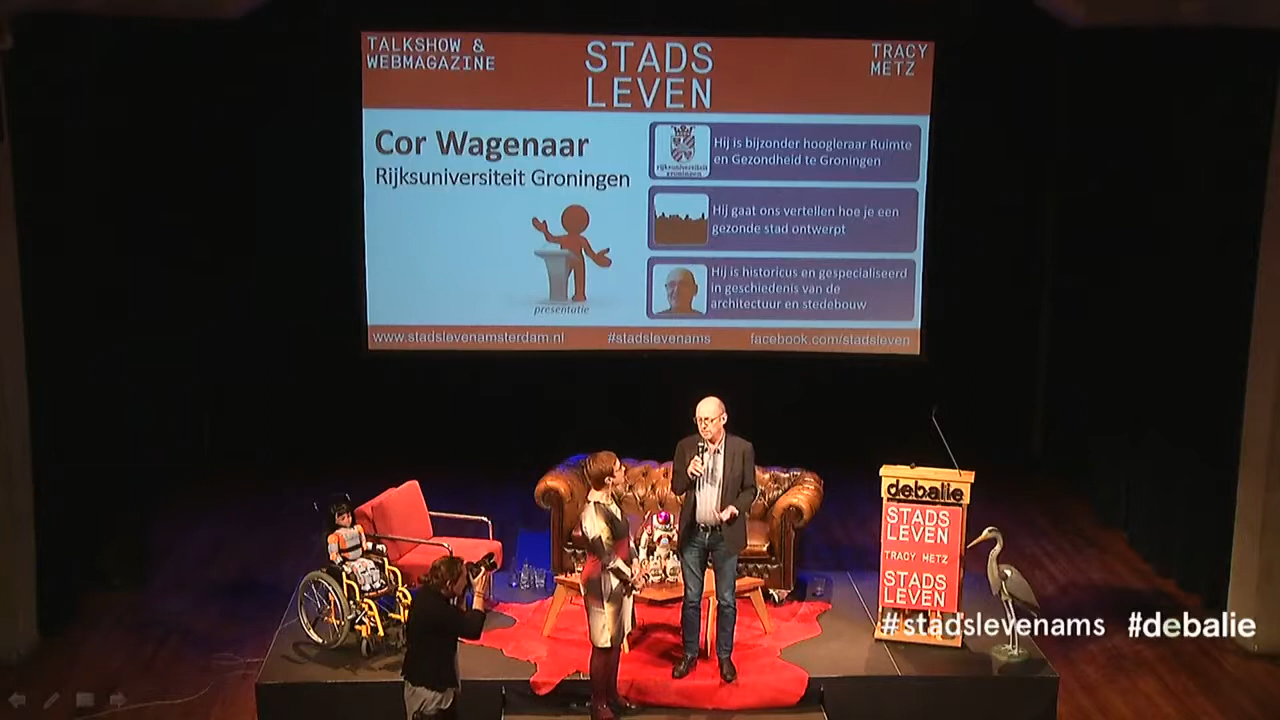 TALKSHOW &
WEBMAGAZINE
STADS
LEVEN
TRACY
METZ
Cor Wagenaar
Rijksuniversiteit Groningen
presentatie
rijksuniversiteit
groningen
Hij is bijzonder hoogleraar Ruimte
en Gezondheid te Groningen
Hij gaat ons vertellen hoe je een
gezonde stad ontwerpt
Hij is historicus en gespecialiseerd
in geschiedenis van de
architectuur en stedebouw
www.stadslevenamsterdam.nl
#stadslevenams
facebook.com/stadsleven
debalie
STADS
LEVEN
TRACY METZ
STADS
LEVEN
#stadslevenams #debalie